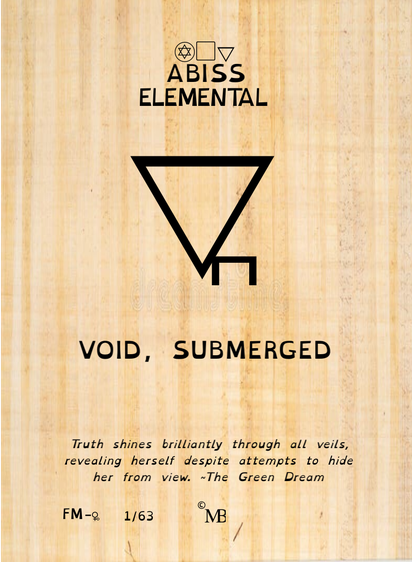 ABISS
ELEMENTAL
VOID, SUBMERGED
Truth shines brilliantly through all veils,
revealing herself despite attempts to hide
her from view. ~The Green Dream
©
FM-♀ 1/63 MB